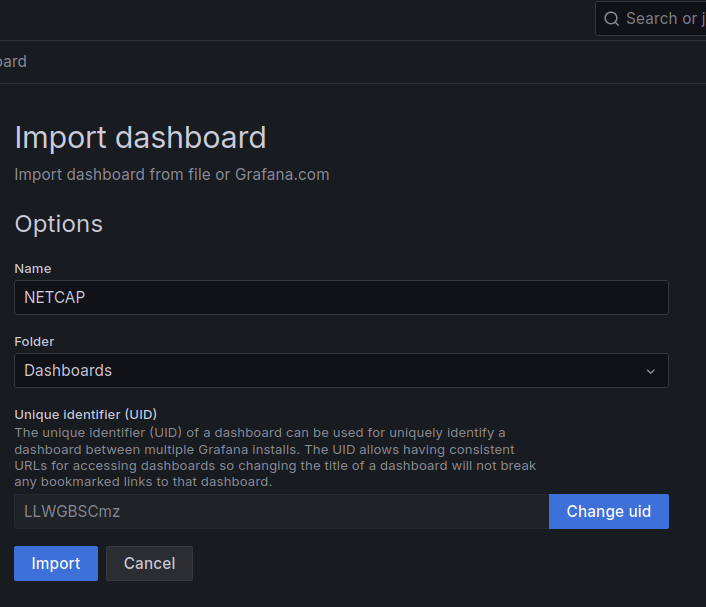 Search or j
oard
Import dashboard
Import dashboard from file or Grafana.com
Options
Name
NETCAP
Folder
Dashboards
Unique identifier (UID)
The unique identifier (UID) of a dashboard can be used for uniquely identify a
dashboard between multiple Grafana installs. The UID allows having consistent
URLs for accessing dashboards so changing the title of a dashboard will not break
any bookmarked links to that dashboard.
LLWGBSCmz
Change uid
Import
Cancel